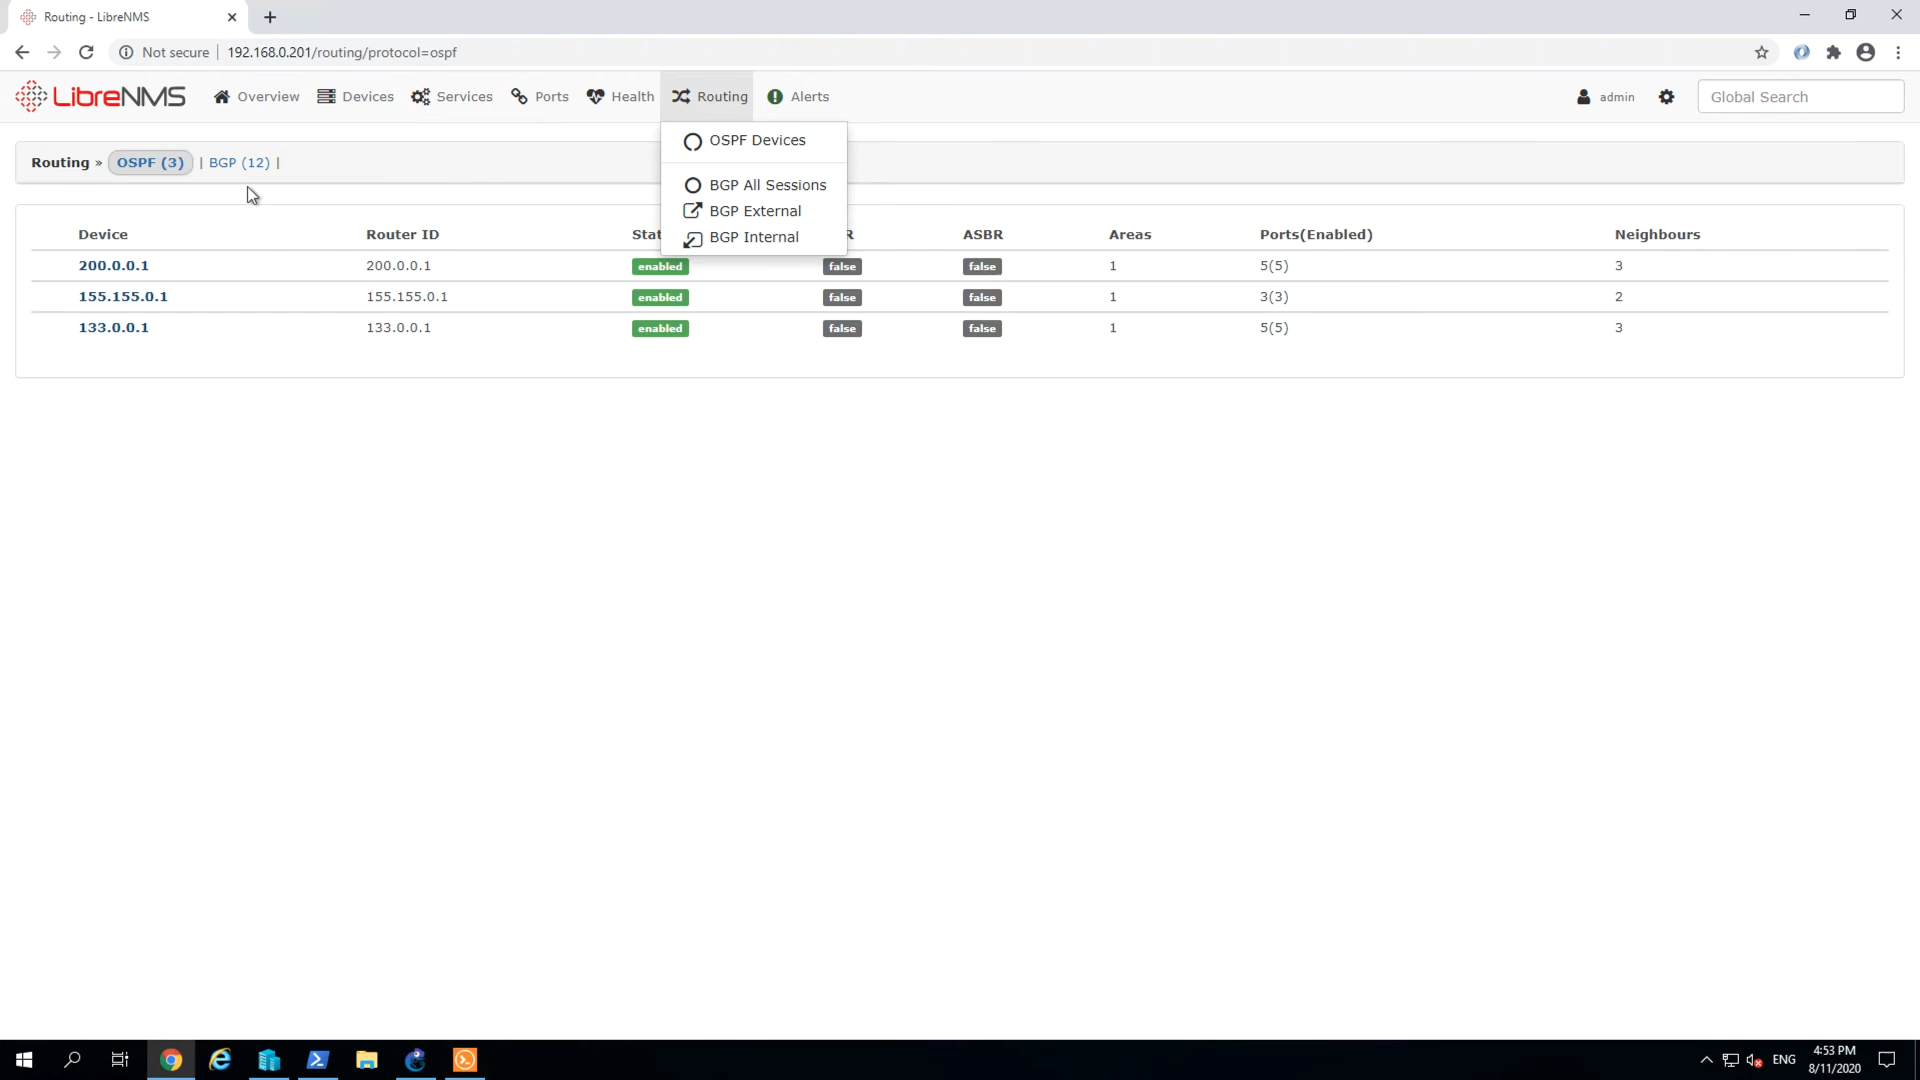 Routing - LibreNMS
Not secure 192.168.0.201/routing/protocol=ospf
LibreNMS Overview Devices Services Ports Health Routing Alerts admin Global Search
OSPF Devices
Routing » OSPF (3) | BGP (12) |
BGP All Sessions
BGP External
BGP Internal
Device Router ID Stat R ASBR Areas Ports(Enabled) Neighbours
200.0.0.1 200.0.0.1 enabled false false 1 5(5) 3
155.155.0.1 155.155.0.1 enabled false false 1 3(3) 2
133.0.0.1 133.0.0.1 enabled false false 1 5(5) 3
ENG 4:53 PM
8/11/2020